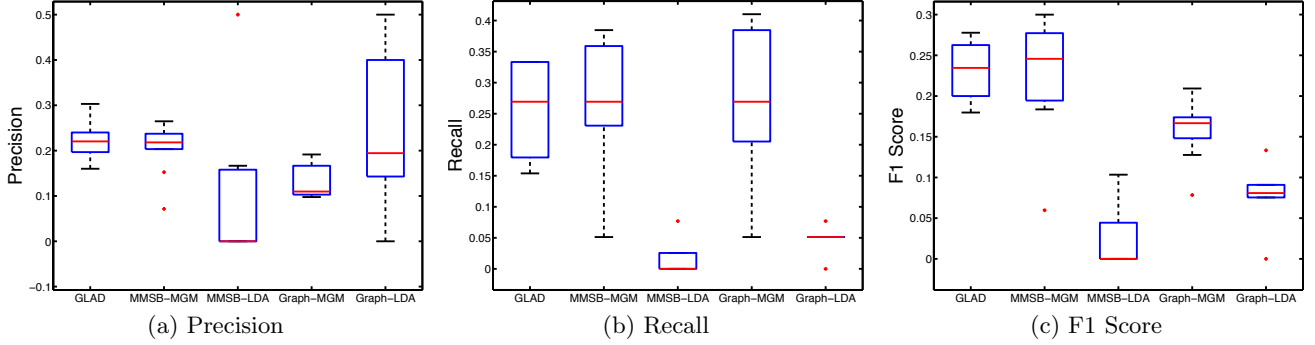 Precision
0.5
0.4
0.3
0.2
0.1
0
−0.1
GLAD MMSB−MGM MMSB−LDA Graph−MGM Graph−LDA
(a) Precision
Recall
0.4
0.35
0.3
0.25
0.2
0.15
0.1
0.05
0
GLAD MMSB−MGM MMSB−LDA Graph−MGM Graph−LDA
(b) Recall
F1 Score
0.3
0.25
0.2
0.15
0.1
0.05
0
GLAD MMSB−MGM MMSB−LDA Graph−MGM Graph−LDA
(c) F1 Score